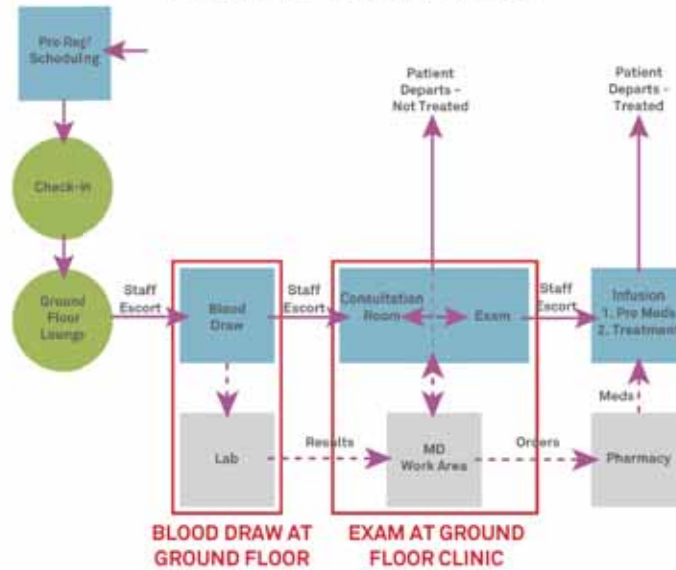 Pre Reg/
Scheduling
Check-in
Ground
Floor
Lounge
Staff
Escort
Blood
Draw
Lab
Staff
Escort
Results
Consultation
Room
Exam
MD
Work Area
Patient
Departs -
Not Treated
Staff
Escort
Orders
Patient
Departs -
Treated
Infusion
1. Pre Meds
2. Treatment
Meds
Pharmacy
BLOOD DRAW AT
GROUND FLOOR
EXAM AT GROUND
FLOOR CLINIC